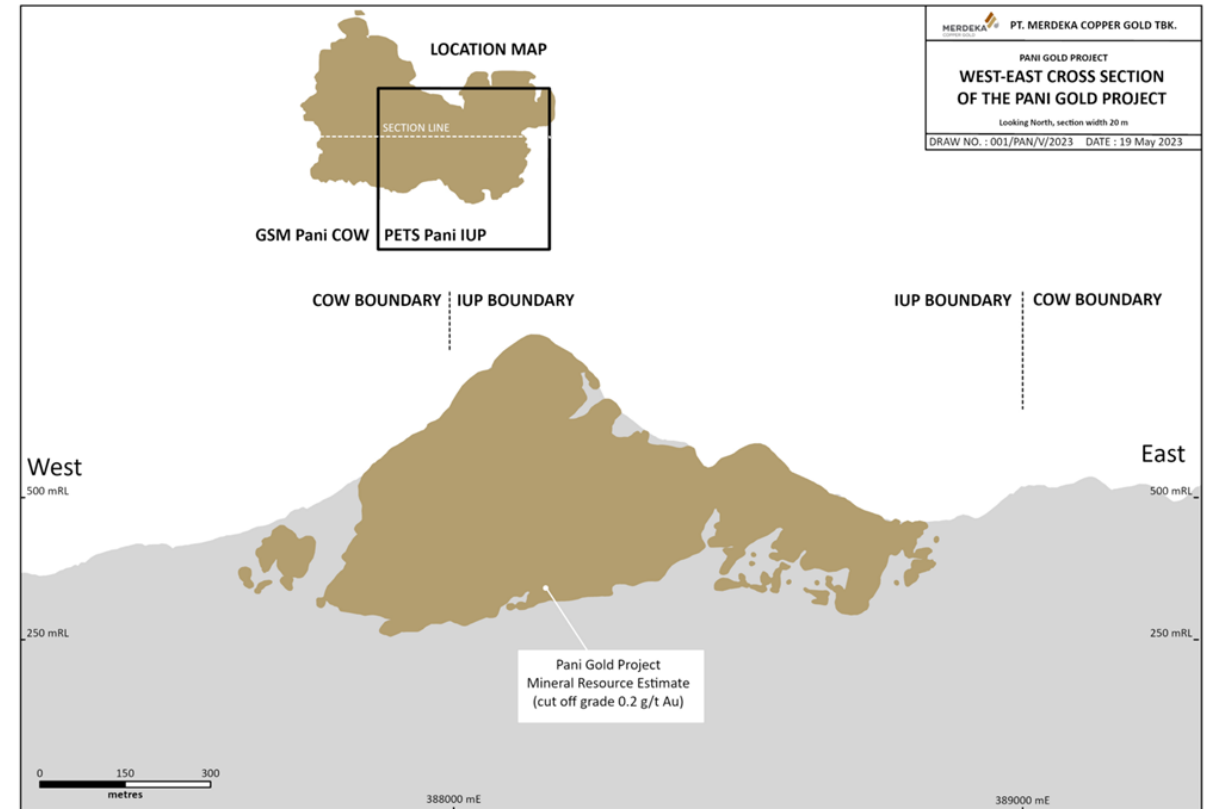 LOCATION MAP
SECTION LINE
GSM Pani COW
PETS Pani IUP
MERDEKA
COPPER GOLD
PT. MERDEKA COPPER GOLD TBK.
PANI GOLD PROJECT
WEST-EAST CROSS SECTION
OF THE PANI GOLD PROJECT
Looking North, section width 20 m
DRAW NO. : 001/PAN/V/2023 DATE : 19 May 2023
COW BOUNDARY
IUP BOUNDARY
IUP BOUNDARY
COW BOUNDARY
West
East
500 mRL
500 mRL
250 mRL
250 mRL
Pani Gold Project
Mineral Resource Estimate
(cut off grade 0.2 g/t Au)
0 150 300
metres
388000 mE
389000 mE